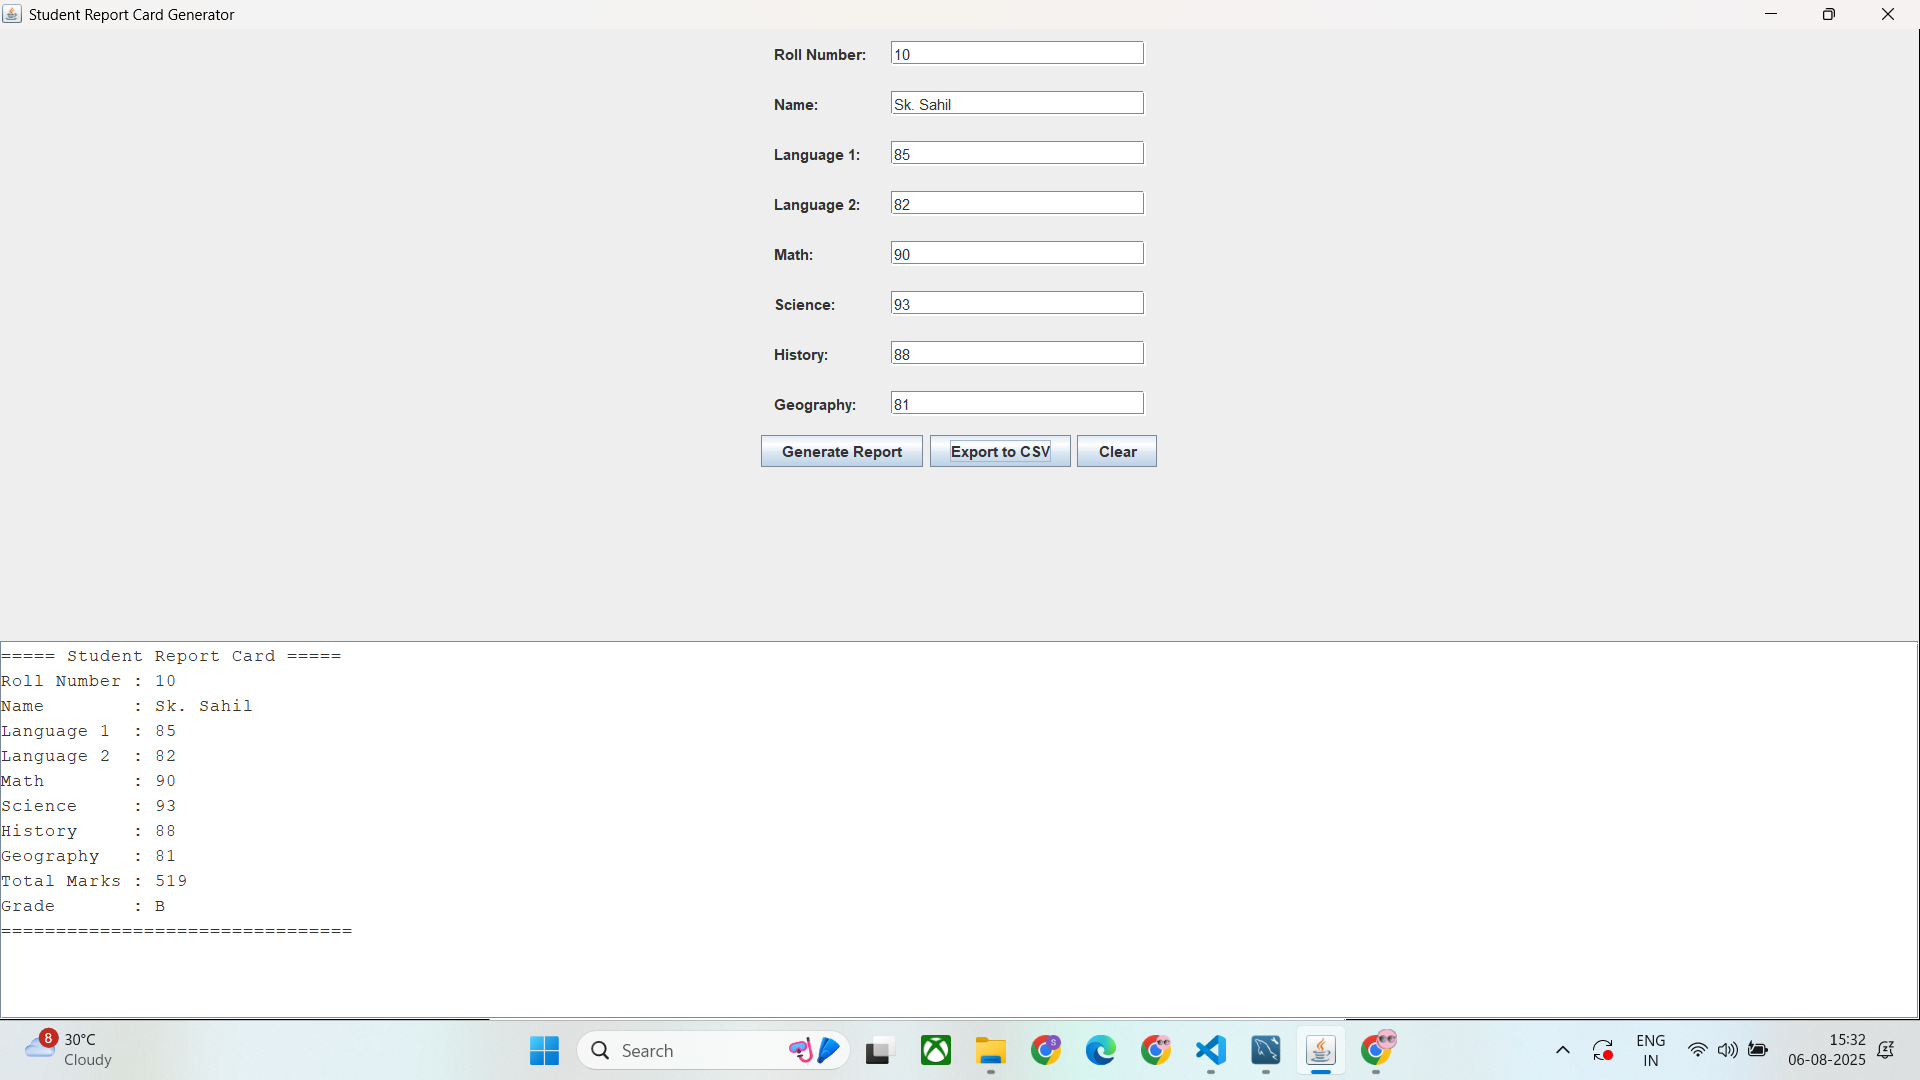 Student Report Card Generator
Roll Number: 10
Name: Sk. Sahil
Language 1: 85
Language 2: 82
Math: 90
Science: 93
History: 88
Geography: 81
Generate Report Export to CSV Clear
===== Student Report Card =====
Roll Number : 10
Name : Sk. Sahil
Language 1 : 85
Language 2 : 82
Math : 90
Science : 93
History : 88
Geography : 81
Total Marks : 519
Grade : B
================================
8 30°C
Cloudy
Search
S
ENG
IN
15:32
06-08-2025